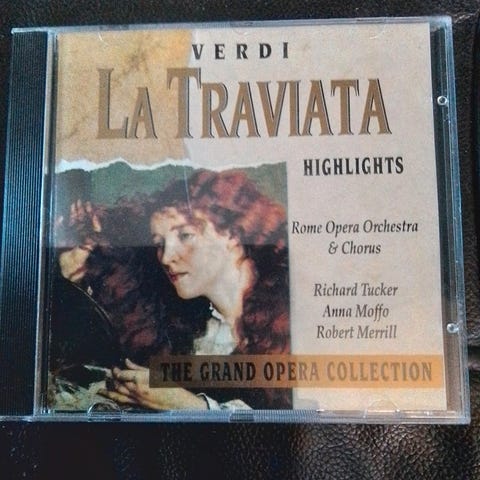 VERDI
LA TRAVIATA
HIGHLIGHTS
Rome Opera Orchestra
& Chorus
Richard Tucker
Anna Moffo
Robert Merrill
THE GRAND OPERA COLLECTION